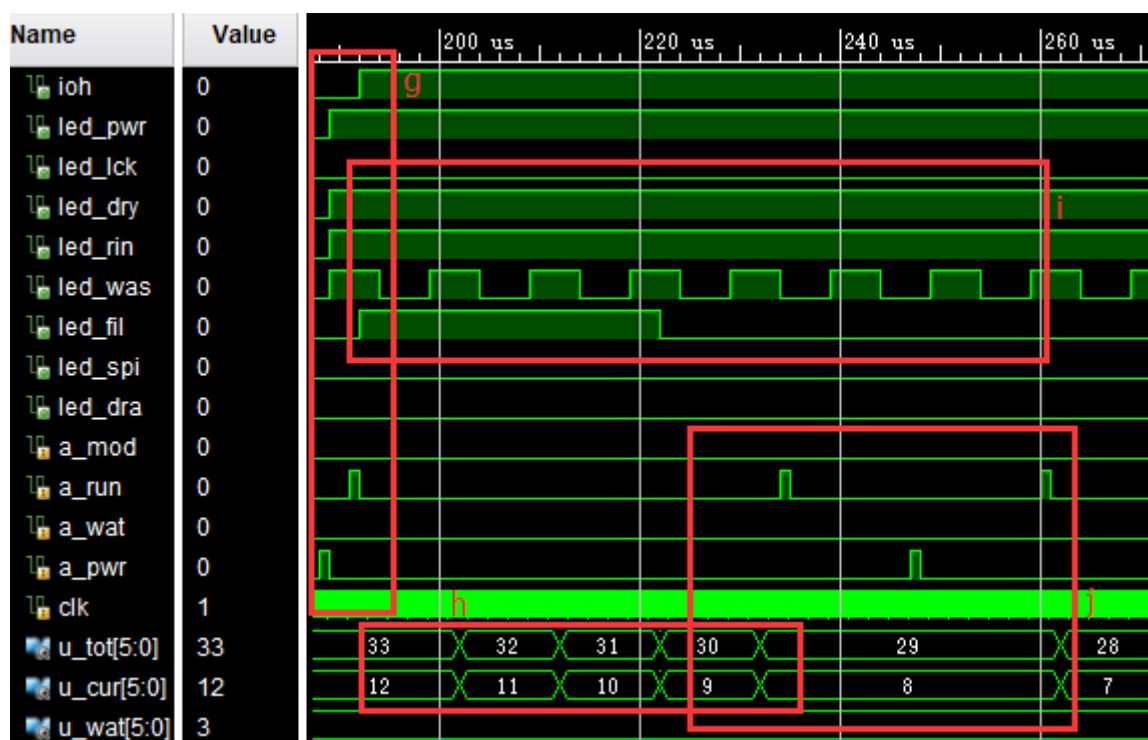 Name Value 200 us 220 us 240 us 260 us
ioh 0 g
led_pwr 0
led_lck 0
led_dry 0 i
led_rin 0
led_was 0
led_fil 0
led_spi 0
led_dra 0
a_mod 0
a_run 0
a_wat 0
a_pwr 0
clk 1 h j
u_tot[5:0] 33 33 32 31 30 29 28
u_cur[5:0] 12 12 11 10 9 8 7
u_wat[5:0] 3